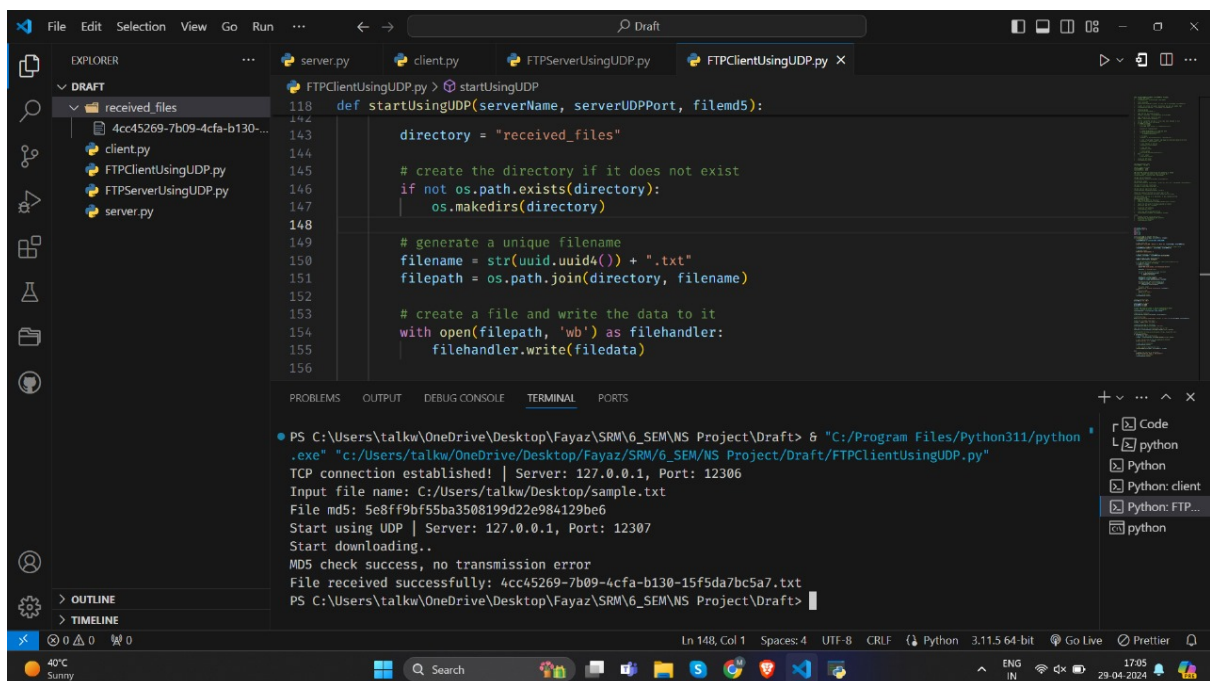 File Edit Selection View Go Run ··· ← → Draft
EXPLORER ···
DRAFT
received_files
4cc45269-7b09-4cfa-b130-...
client.py
FTPClientUsingUDP.py
FTPServerUsingUDP.py
server.py
OUTLINE
TIMELINE
server.py client.py FTPServerUsingUDP.py FTPClientUsingUDP.py
FTPClientUsingUDP.py > startUsingUDP
118 def startUsingUDP(serverName, serverUDPPort, filemd5):
142
143 directory = "received_files"
144
145 # create the directory if it does not exist
146 if not os.path.exists(directory):
147 os.makedirs(directory)
148
149 # generate a unique filename
150 filename = str(uuid.uuid4()) + ".txt"
151 filepath = os.path.join(directory, filename)
152
153 # create a file and write the data to it
154 with open(filepath, 'wb') as filehandler:
155 filehandler.write(filedata)
156
PROBLEMS OUTPUT DEBUG CONSOLE TERMINAL PORTS
PS C:\Users\talkw\OneDrive\Desktop\Fayaz\SRM\6_SEM\NS Project\Draft> & "C:/Program Files/Python311/python
.exe" "c:/Users/talkw/OneDrive/Desktop/Fayaz/SRM/6_SEM/NS Project/Draft/FTPClientUsingUDP.py"
TCP connection established! | Server: 127.0.0.1, Port: 12306
Input file name: C:/Users/talkw/Desktop/sample.txt
File md5: 5e8ff9bf55ba3508199d22e984129be6
Start using UDP | Server: 127.0.0.1, Port: 12307
Start downloading..
MD5 check success, no transmission error
File received successfully: 4cc45269-7b09-4cfa-b130-15f5da7bc5a7.txt
PS C:\Users\talkw\OneDrive\Desktop\Fayaz\SRM\6_SEM\NS Project\Draft>
Code
python
Python
Python: client
Python: FTP...
python
0 0 0 Ln 148, Col 1 Spaces: 4 UTF-8 CRLF Python 3.11.5 64-bit Go Live Prettier
40°C
Sunny
Search
ENG
IN
17:05
29-04-2024